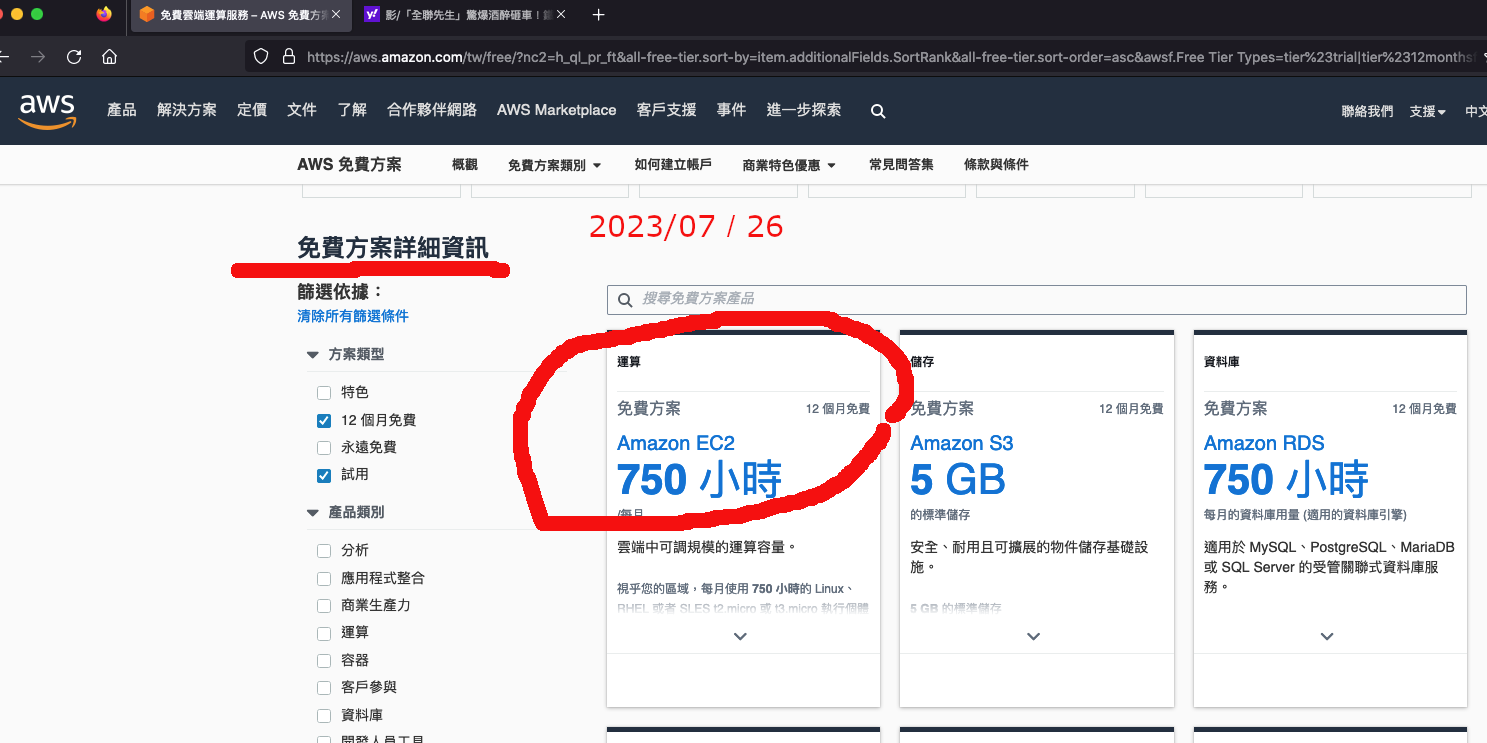 免費雲端運算服務 – AWS 免費方案
影/「全聯先生」驚爆酒醉砸車！
https://aws.amazon.com/tw/free/?nc2=h_ql_pr_ft&all-free-tier.sort-by=item.additionalFields.SortRank&all-free-tier.sort-order=asc&awsf.Free Tier Types=tier%23trial|tier%2312months
aws
產品 解決方案 定價 文件 了解 合作夥伴網路 AWS Marketplace 客戶支援 事件 進一步探索
聯絡我們 支援 中文
AWS 免費方案 概觀 免費方案類別 如何建立帳戶 商業特色優惠 常見問答集 條款與條件
2023/07 / 26
免費方案詳細資訊
篩選依據：
清除所有篩選條件
搜尋免費方案產品
方案類型
特色
12 個月免費
永遠免費
試用
產品類別
分析
應用程式整合
商業生產力
運算
容器
客戶參與
資料庫
開發人員工具
運算
免費方案 12 個月免費
Amazon EC2
750 小時
/每月
雲端中可調規模的運算容量。
視乎您的區域，每月使用 750 小時的 Linux、
RHEL 或者 SLES t2.micro 或 t3.micro 執行個體
儲存
免費方案 12 個月免費
Amazon S3
5 GB
的標準儲存
安全、耐用且可擴展的物件儲存基礎設
施。
5 GB 的標準儲存
資料庫
免費方案 12 個月免費
Amazon RDS
750 小時
每月的資料庫用量 (適用的資料庫引擎)
適用於 MySQL、PostgreSQL、MariaDB
或 SQL Server 的受管關聯式資料庫服
務。